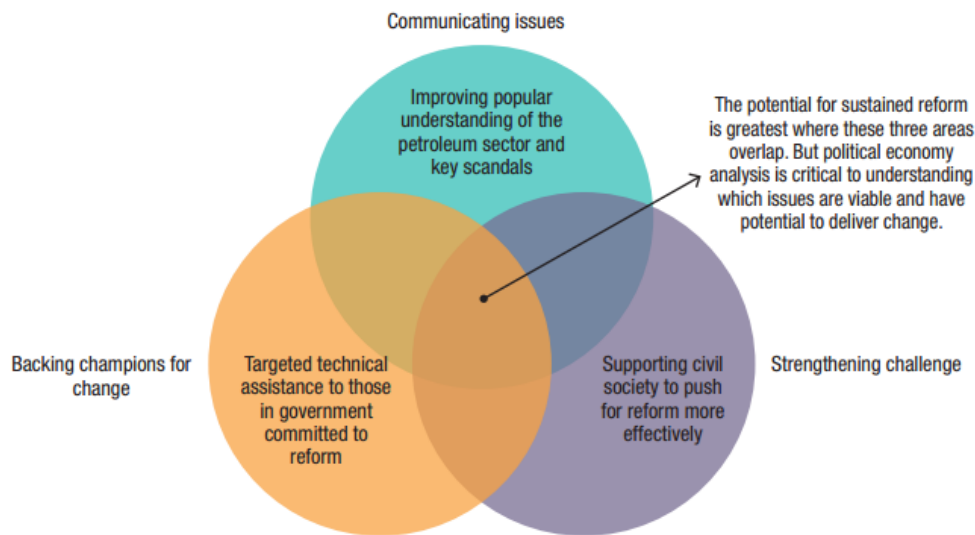 Communicating issues
Improving popular
understanding of the
petroleum sector and
key scandals
The potential for sustained reform
is greatest where these three areas
overlap. But political economy
analysis is critical to understanding
which issues are viable and have
potential to deliver change.
Backing champions for
change
Targeted technical
assistance to those
in government
committed to
reform
Supporting civil
society to push
for reform more
effectively
Strengthening challenge